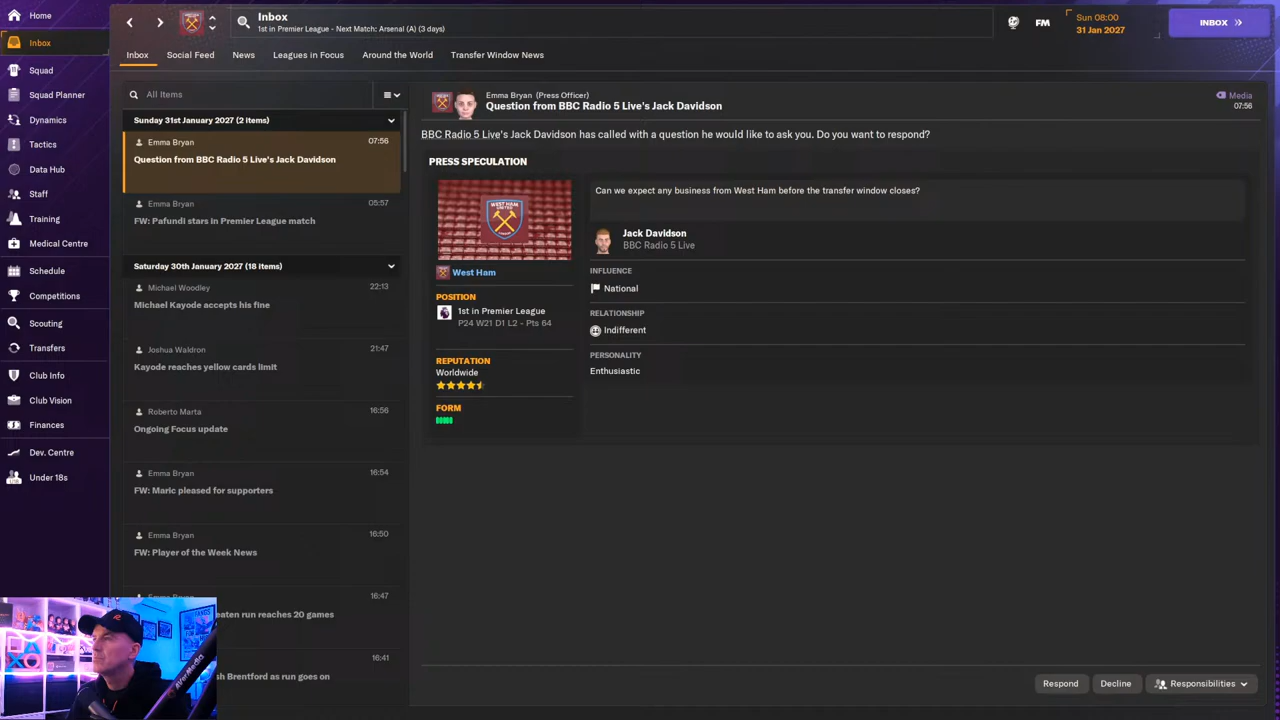 Home
Inbox
Squad
Squad Planner
Dynamics
Tactics
Data Hub
Staff
Training
Medical Centre
Schedule
Competitions
Scouting
Transfers
Club Info
Club Vision
Finances
Dev. Centre
Under 18s
Inbox
1st in Premier League - Next Match: Arsenal (A) (3 days)
FM
Sun 08:00
31 Jan 2027
INBOX
Inbox
Social Feed
News
Leagues in Focus
Around the World
Transfer Window News
All Items
Sunday 31st January 2027 (2 items)
Emma Bryan
07:56
Question from BBC Radio 5 Live's Jack Davidson
Emma Bryan
05:57
FW: Pafundi stars in Premier League match
Saturday 30th January 2027 (18 items)
Michael Woodley
22:13
Michael Kayode accepts his fine
Joshua Waldron
21:47
Kayode reaches yellow cards limit
Roberto Marta
16:56
Ongoing Focus update
Emma Bryan
16:54
FW: Maric pleased for supporters
Emma Bryan
16:50
FW: Player of the Week News
Emma Bryan
16:47
eaten run reaches 20 games
16:41
sh Brentford as run goes on
Emma Bryan (Press Officer)
Question from BBC Radio 5 Live's Jack Davidson
Media
07:56
BBC Radio 5 Live's Jack Davidson has called with a question he would like to ask you. Do you want to respond?
PRESS SPECULATION
WEST HAM
UNITED
West Ham
POSITION
1st in Premier League
P24 W21 D1 L2 - Pts 64
REPUTATION
Worldwide
FORM
Can we expect any business from West Ham before the transfer window closes?
Jack Davidson
BBC Radio 5 Live
INFLUENCE
National
RELATIONSHIP
Indifferent
PERSONALITY
Enthusiastic
Respond
Decline
Responsibilities